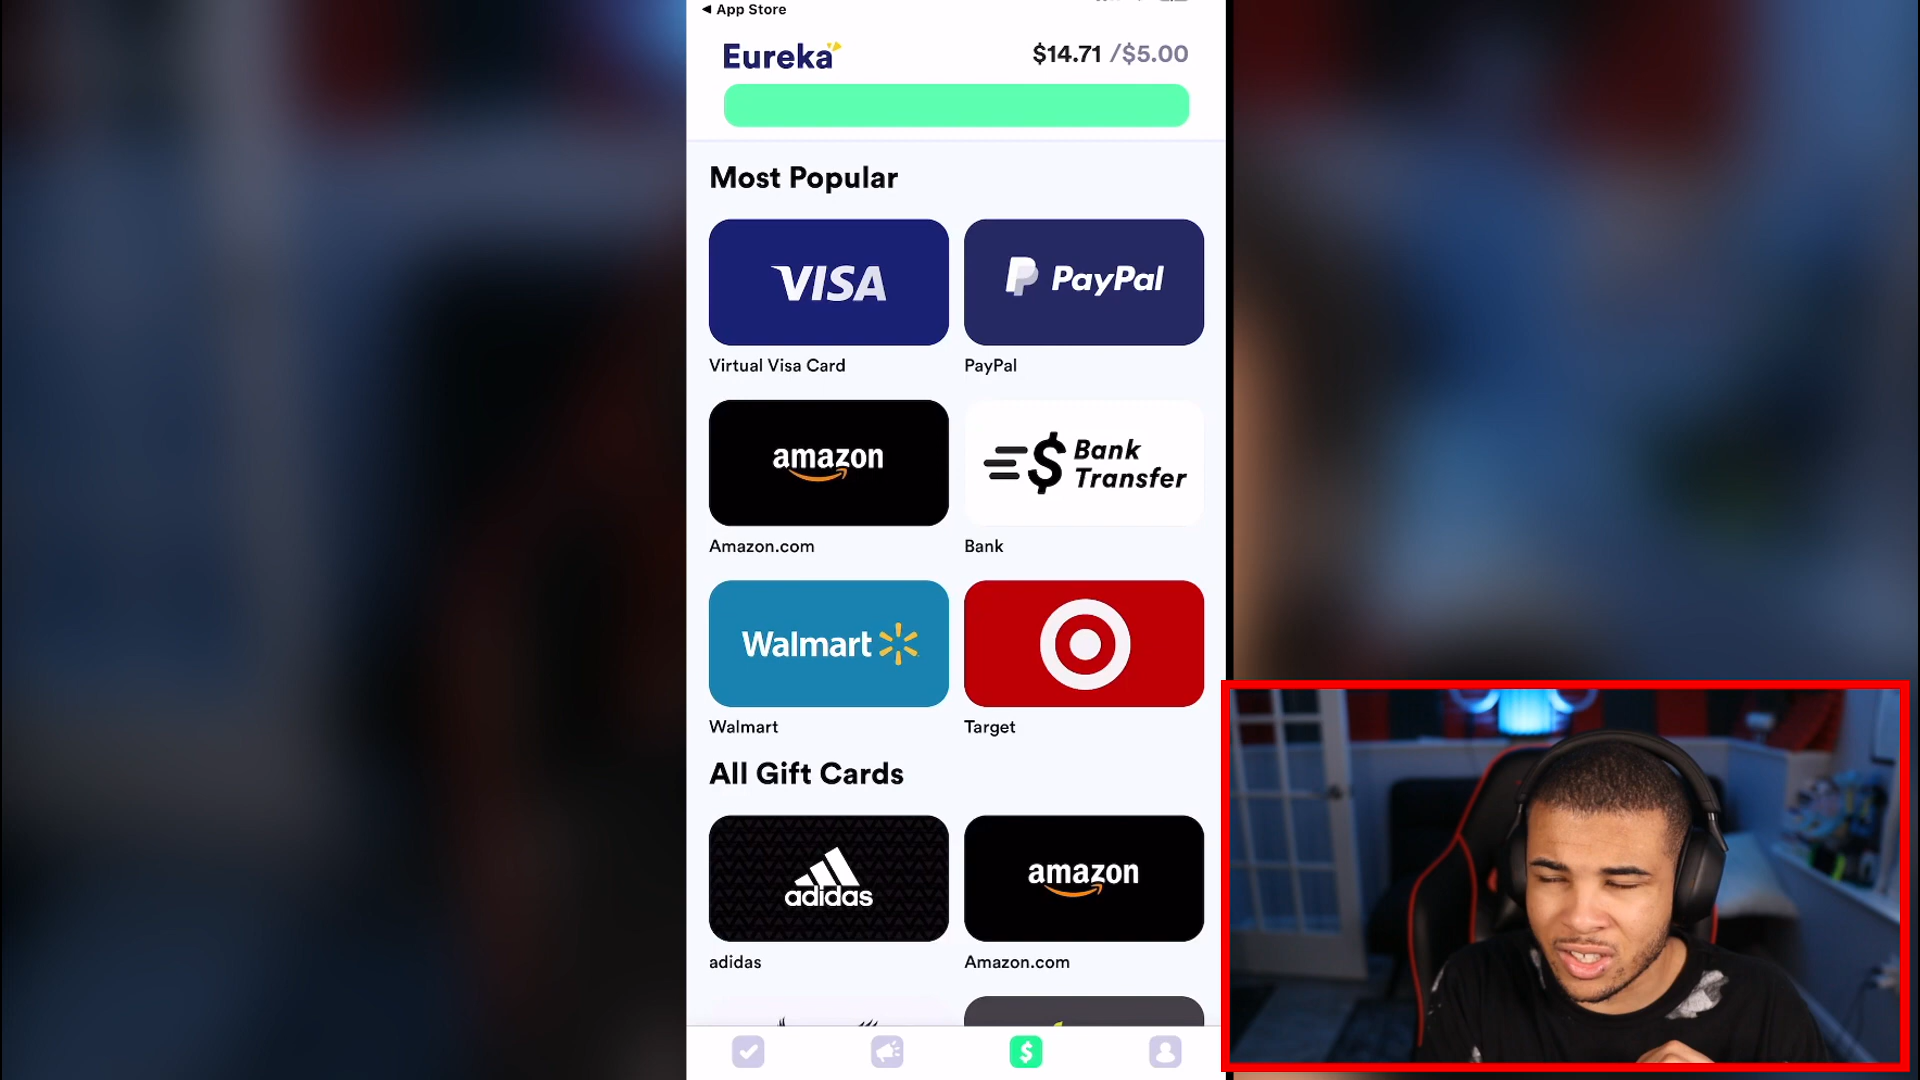 ◄ App Store
Eureka
$14.71 /$5.00
Most Popular
VISA
PayPal
Virtual Visa Card
PayPal
amazon
$ Bank
Transfer
Amazon.com
Bank
Walmart
Walmart
Target
All Gift Cards
adidas
amazon
adidas
Amazon.com
$